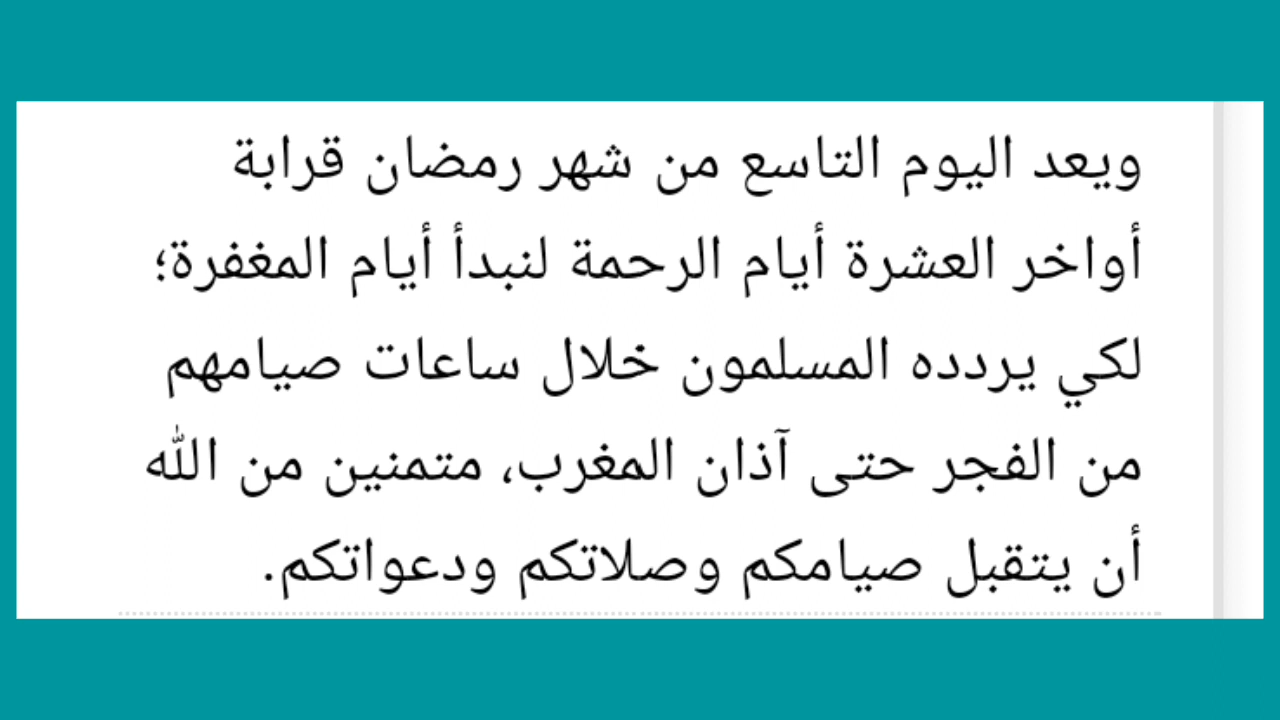 ويعد اليوم التاسع من شهر رمضان قرابة
أواخر العشرة أيام الرحمة لنبدأ أيام المغفرة؛
لكي يردده المسلمون خلال ساعات صيامهم
من الفجر حتى آذان المغرب، متمنين من الله
أن يتقبل صيامكم وصلاتكم ودعواتكم.